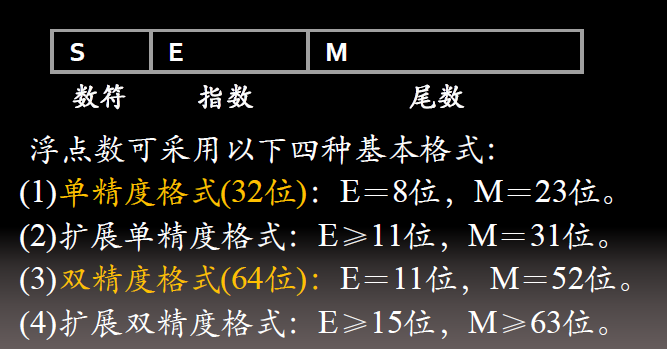 S E M
数符 指数 尾数
浮点数可采用以下四种基本格式：
(1)单精度格式(32位)：E＝8位，M＝23位。
(2)扩展单精度格式：E≥11位，M＝31位。
(3)双精度格式(64位)：E＝11位，M＝52位。
(4)扩展双精度格式：E≥15位，M≥63位。